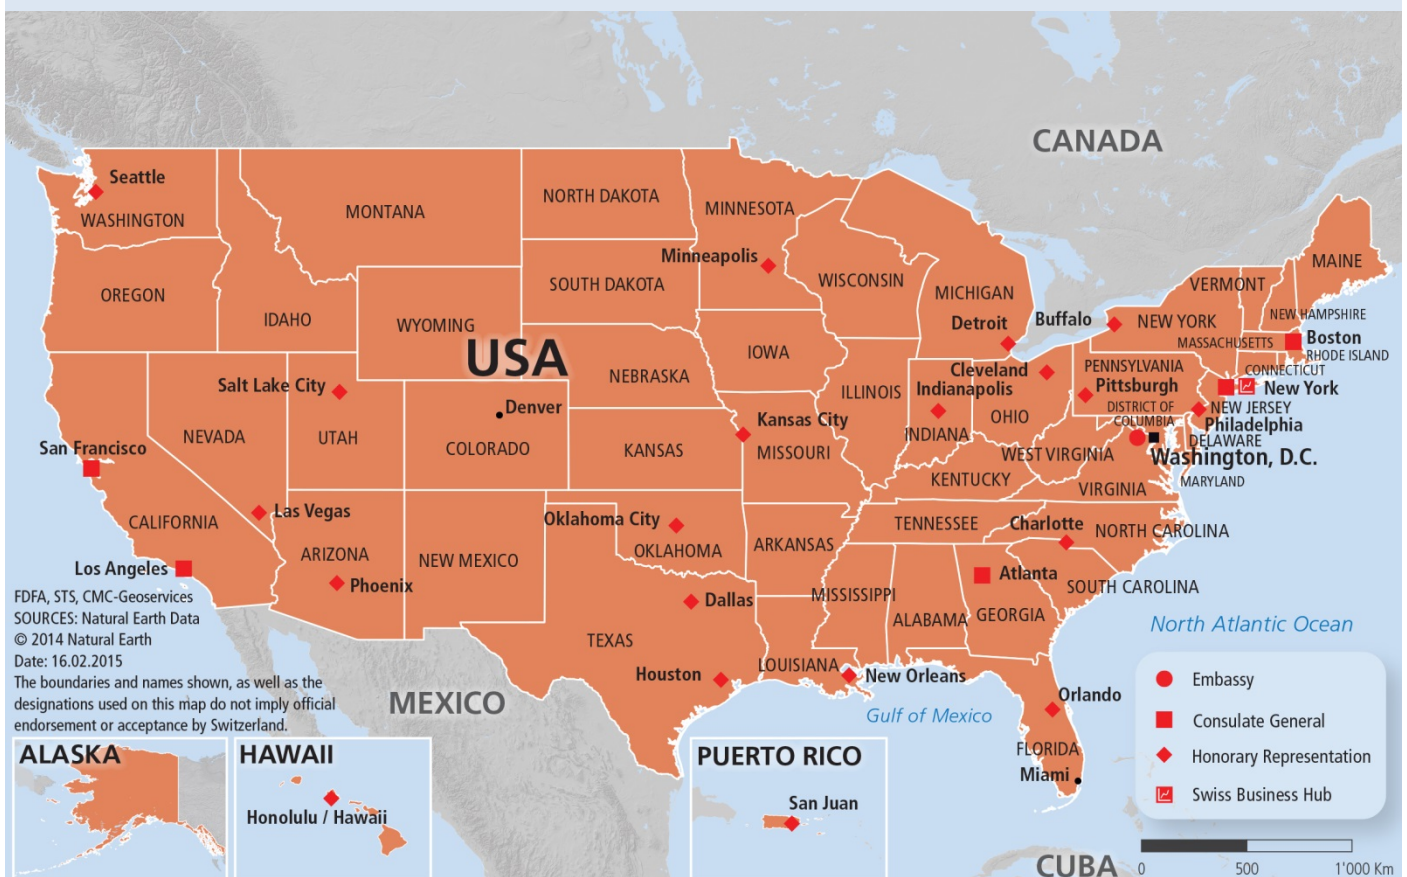 CANADA
Seattle
WASHINGTON
MONTANA
NORTH DAKOTA
MINNESOTA
Minneapolis
SOUTH DAKOTA
WISCONSIN
MAINE
VERMONT
OREGON
IDAHO
WYOMING
MICHIGAN
NEW HAMPSHIRE
Detroit
Buffalo
NEW YORK
MASSACHUSETTS
Boston
RHODE ISLAND
USA
IOWA
CONNECTICUT
Salt Lake City
NEBRASKA
ILLINOIS
Cleveland
Indianapolis
PENNSYLVANIA
Pittsburgh
New York
Denver
Kansas City
INDIANA
OHIO
DISTRICT OF
COLUMBIA
NEW JERSEY
Philadelphia
DELAWARE
San Francisco
NEVADA
UTAH
COLORADO
KANSAS
MISSOURI
WEST VIRGINIA
Washington, D.C.
KENTUCKY
VIRGINIA
MARYLAND
CALIFORNIA
Las Vegas
Oklahoma City
TENNESSEE
Charlotte
NORTH CAROLINA
ARIZONA
NEW MEXICO
OKLAHOMA
ARKANSAS
Los Angeles
Phoenix
Atlanta
SOUTH CAROLINA
MISSISSIPPI
ALABAMA
GEORGIA
Dallas
TEXAS
North Atlantic Ocean
FDFA, STS, CMC-Geoservices
SOURCES: Natural Earth Data
© 2014 Natural Earth
Date: 16.02.2015
The boundaries and names shown, as well as the
designations used on this map do not imply official
endorsement or acceptance by Switzerland.
Houston
LOUISIANA
New Orleans
MEXICO
Gulf of Mexico
Orlando
FLORIDA
Miami
Embassy
Consulate General
Honorary Representation
Swiss Business Hub
ALASKA
HAWAII
Honolulu / Hawaii
PUERTO RICO
San Juan
CUBA
0 500 1'000 Km